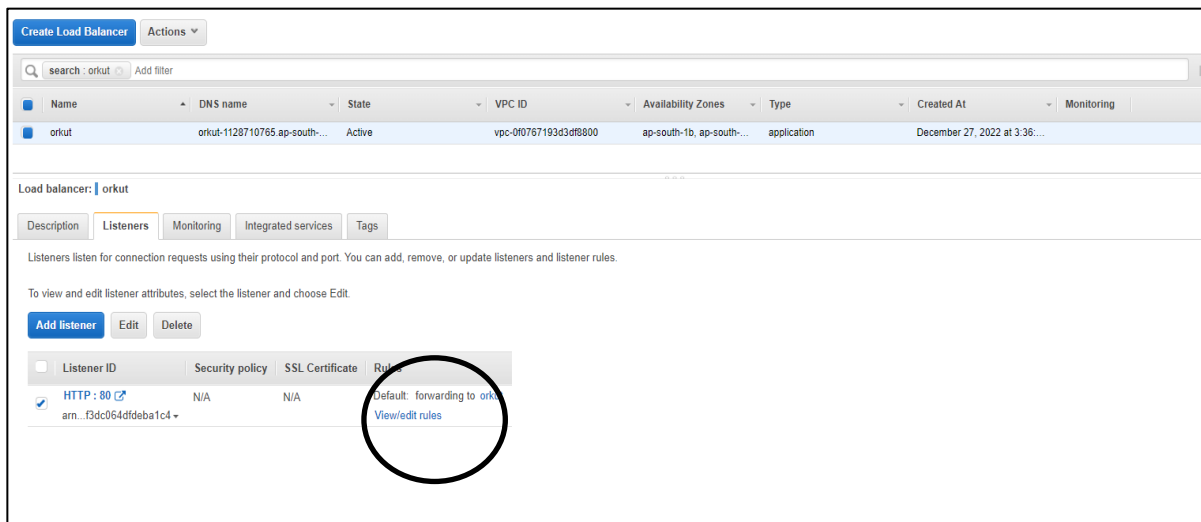 Create Load Balancer Actions
search : orkut Add filter
Name DNS name State VPC ID Availability Zones Type Created At Monitoring
orkut orkut-1128710765.ap-south-... Active vpc-0f0767193d3df8800 ap-south-1b, ap-south-... application December 27, 2022 at 3:36:...
Load balancer: orkut
Description Listeners Monitoring Integrated services Tags
Listeners listen for connection requests using their protocol and port. You can add, remove, or update listeners and listener rules.
To view and edit listener attributes, select the listener and choose Edit.
Add listener Edit Delete
Listener ID Security policy SSL Certificate Rules
HTTP : 80 N/A N/A Default: forwarding to orkut
arn...f3dc064dfdeba1c4 View/edit rules